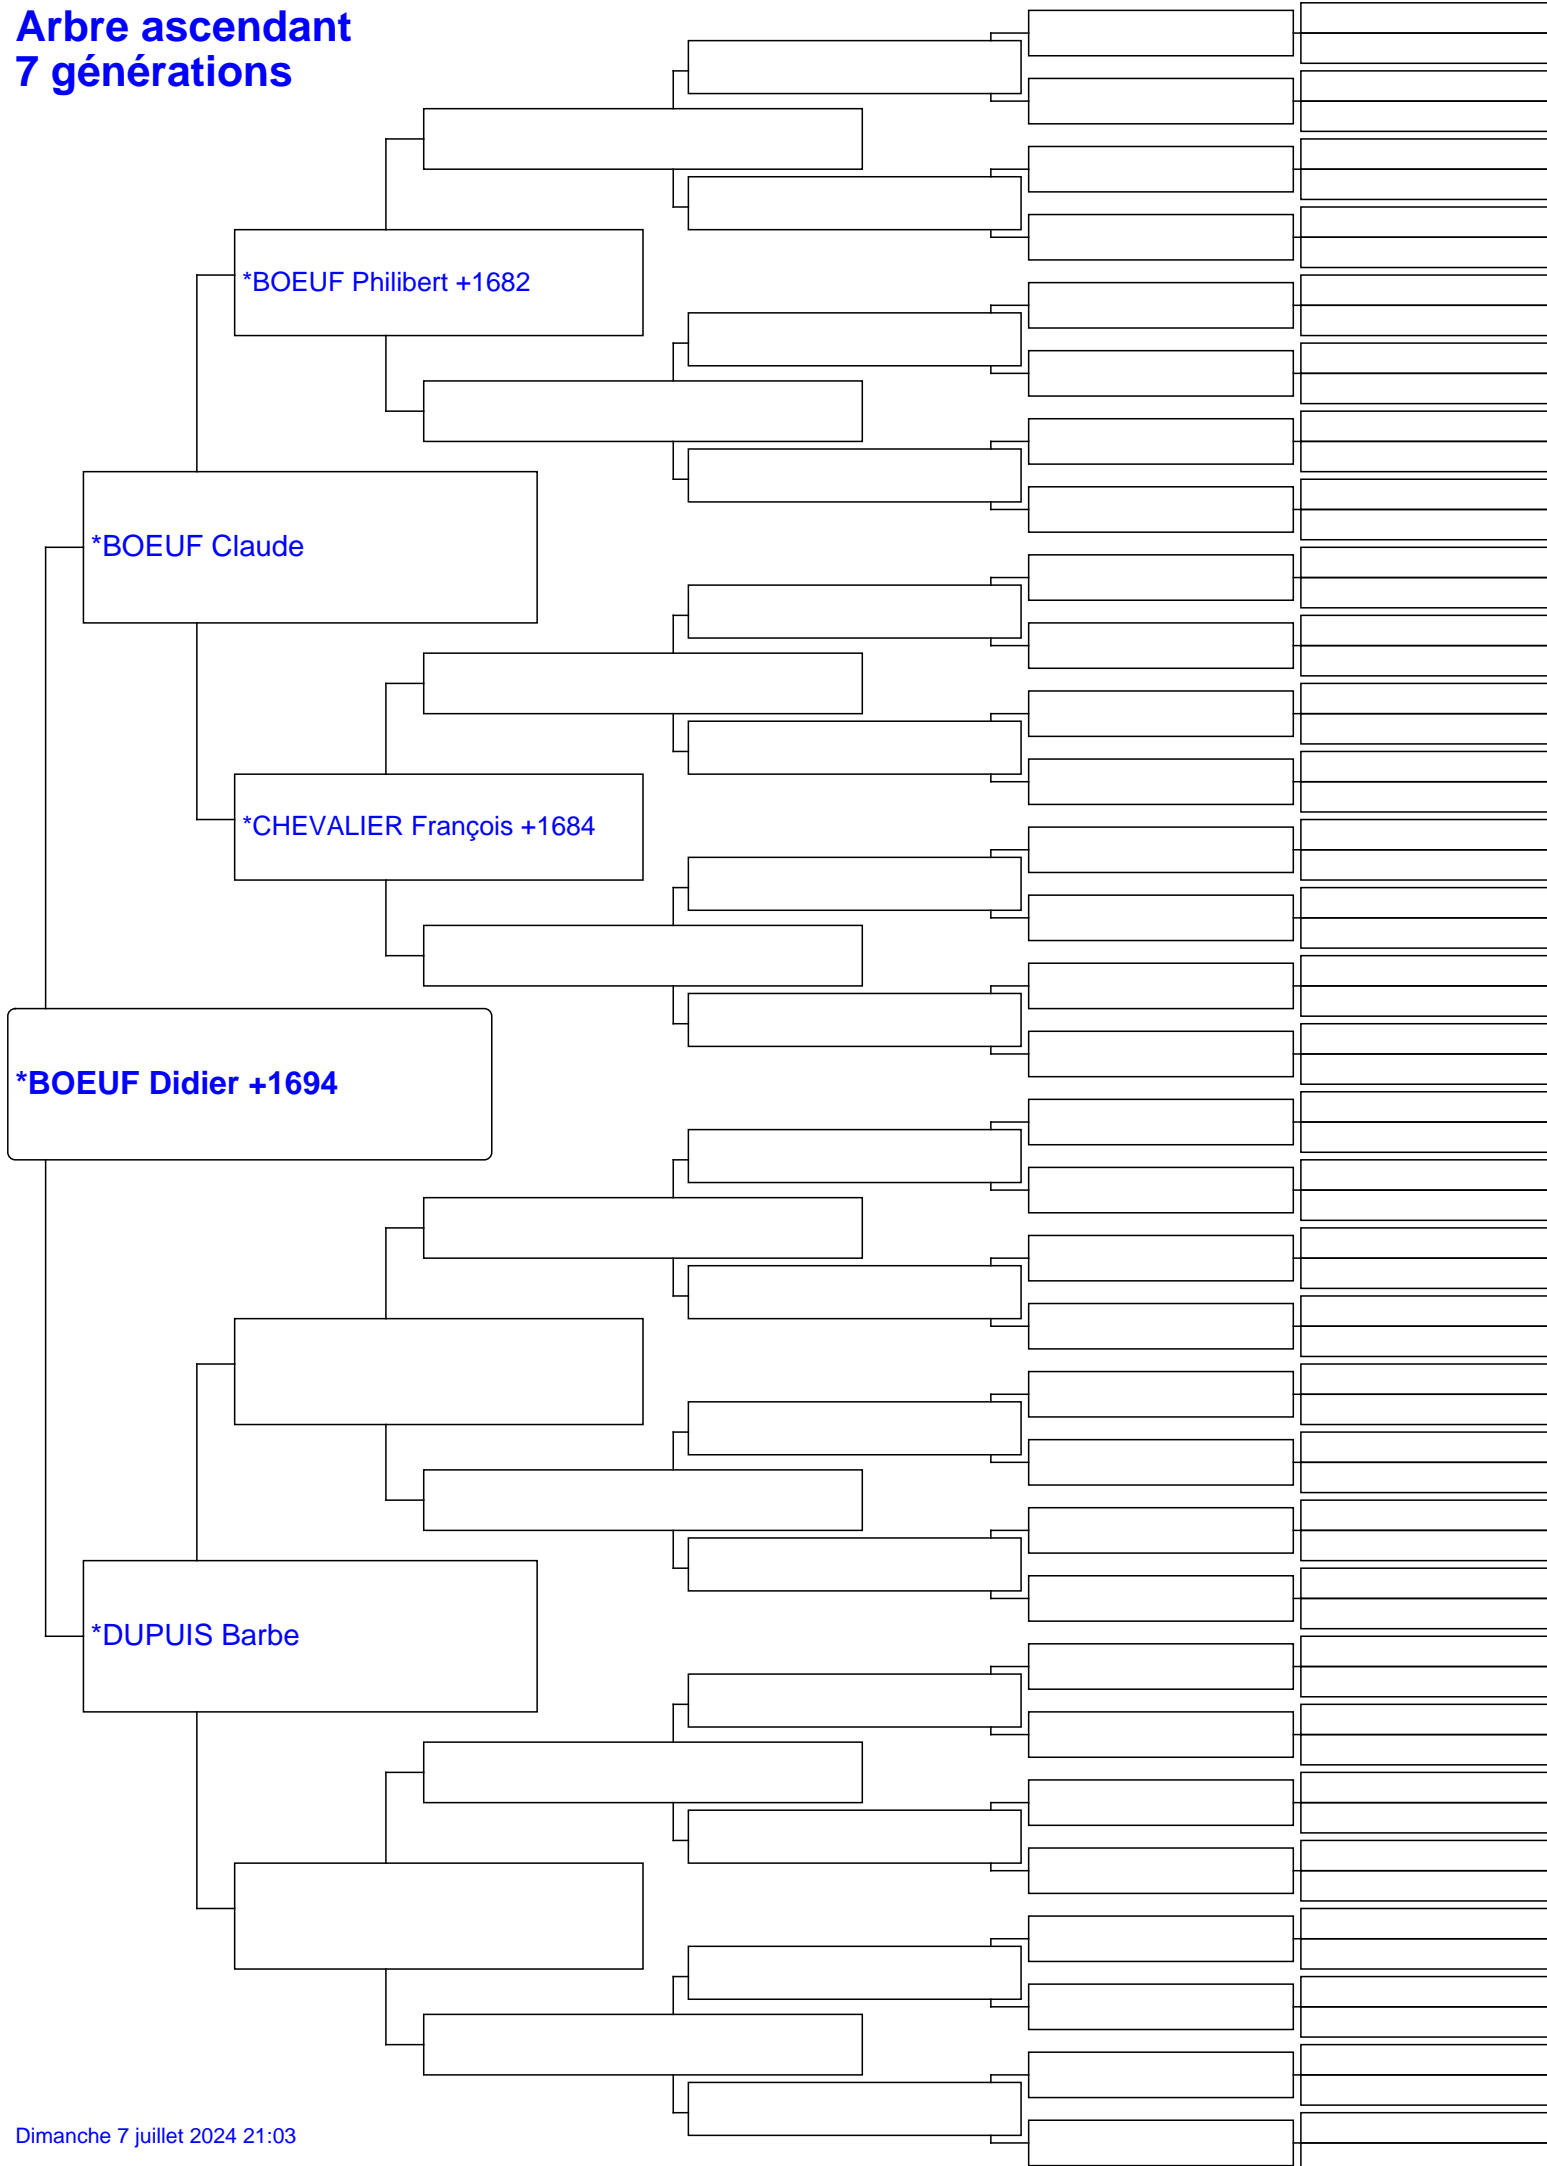 Arbre ascendant
7 générations
*BOEUF Philibert +1682
*BOEUF Claude
*CHEVALIER François +1684
*BOEUF Didier +1694
*DUPUIS Barbe
Dimanche 7 juillet 2024 21:03